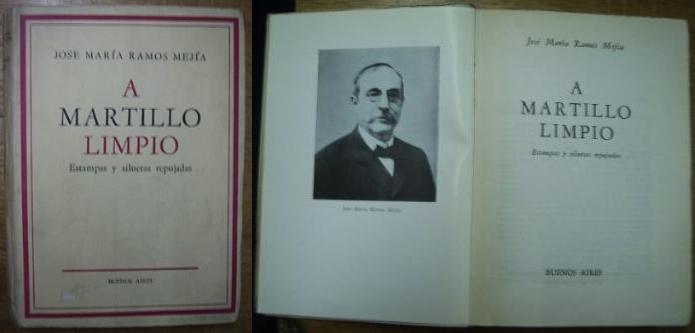 JOSE MARÍA RAMOS MEJÍA
A
MARTILLO
LIMPIO
Estampas y siluetas repujadas
BUENOS AIRES
José María Ramos Mejía
José María Ramos Mejía
A
MARTILLO
LIMPIO
Estampas y siluetas repujadas
BUENOS AIRES